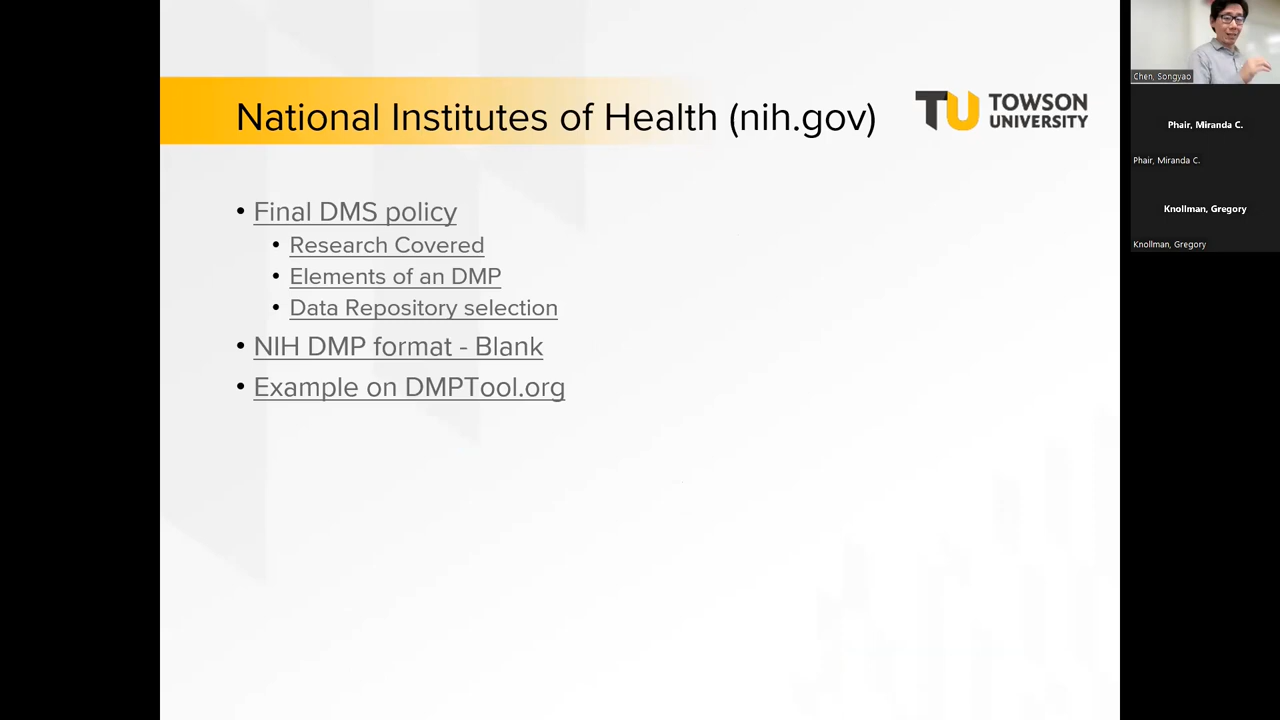 National Institutes of Health (nih.gov)
TU TOWSON
UNIVERSITY
• Final DMS policy
• Research Covered
• Elements of an DMP
• Data Repository selection
• NIH DMP format - Blank
• Example on DMPTool.org
Chen, Songyao
Phair, Miranda C.
Phair, Miranda C.
Knollman, Gregory
Knollman, Gregory